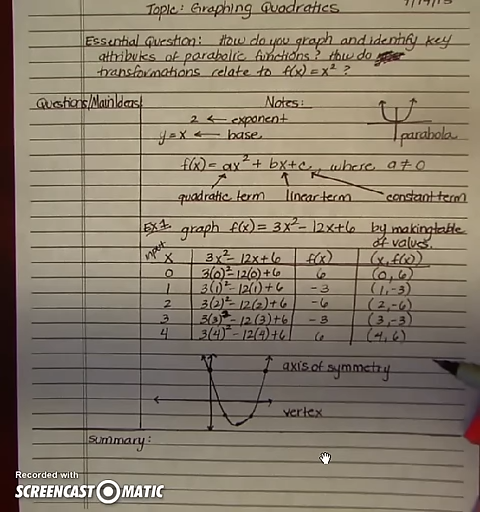 Topic: Graphing Quadratics
Essential Question: How do you graph and identify key
attributes of parabolic functions? How do
transformations relate to f(x) = x² ?
Questions/Main Ideas
Notes:
2 ← exponent
y = x ← base
parabola
f(x) = ax² + bx + c, where a ≠ 0
quadratic term linear term constant term
EX 1. graph f(x) = 3x² - 12x + 6 by making table
of values.
input
x 3x² - 12x + 6 f(x) (x, f(x))
0 3(0)² - 12(0) + 6 6 (0, 6)
1 3(1)² - 12(1) + 6 -3 (1, -3)
2 3(2)² - 12(2) + 6 -6 (2, -6)
3 3(3)² - 12(3) + 6 -3 (3, -3)
4 3(4)² - 12(4) + 6 6 (4, 6)
axis of symmetry
vertex
summary:
Recorded with
SCREENCAST O MATIC